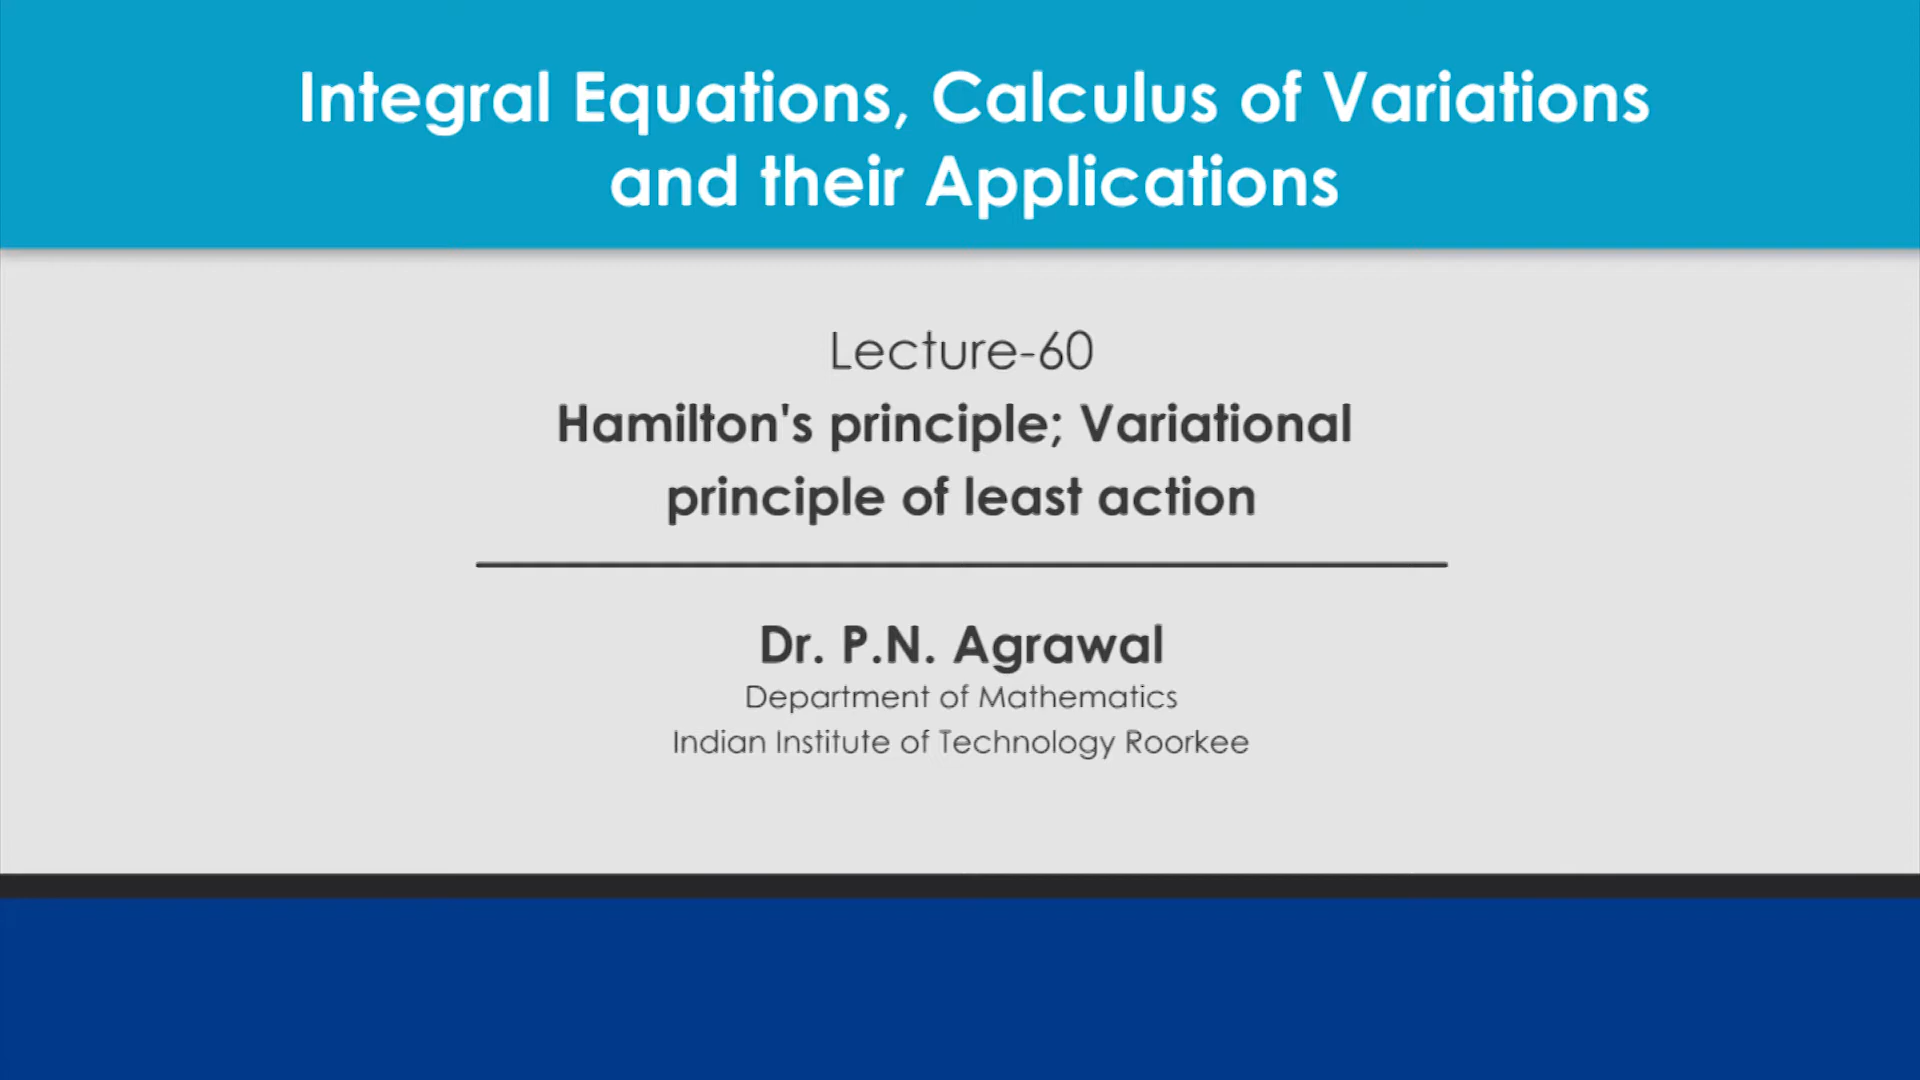 Integral Equations, Calculus of Variations
and their Applications
Lecture-60
Hamilton's principle; Variational
principle of least action
Dr. P.N. Agrawal
Department of Mathematics
Indian Institute of Technology Roorkee